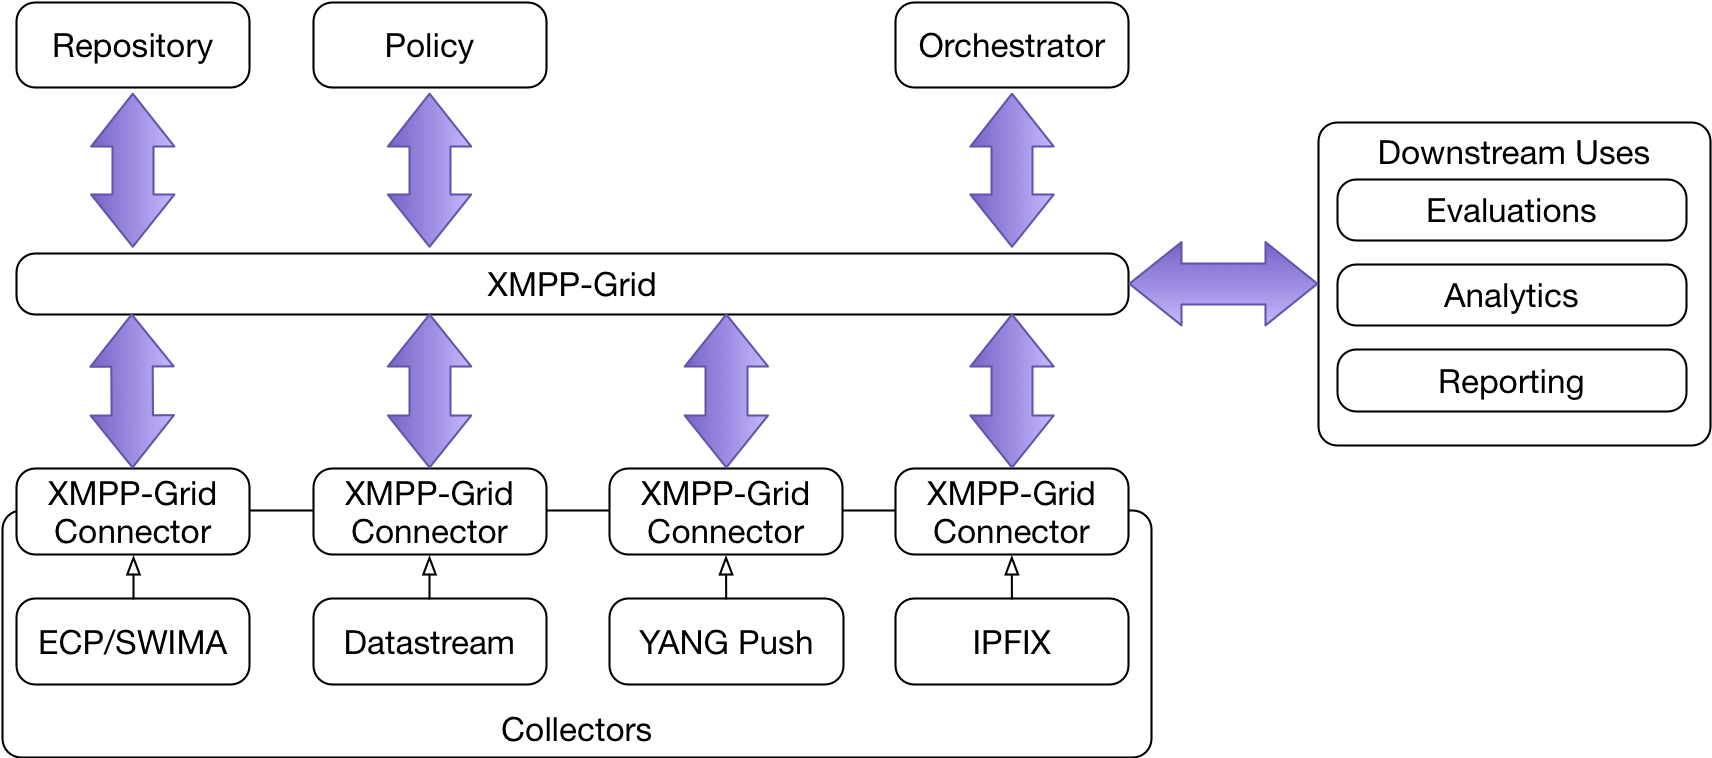 Repository
Policy
Orchestrator
Downstream Uses
Evaluations
Analytics
Reporting
XMPP-Grid
XMPP-Grid
Connector
XMPP-Grid
Connector
XMPP-Grid
Connector
XMPP-Grid
Connector
ECP/SWIMA
Datastream
YANG Push
IPFIX
Collectors